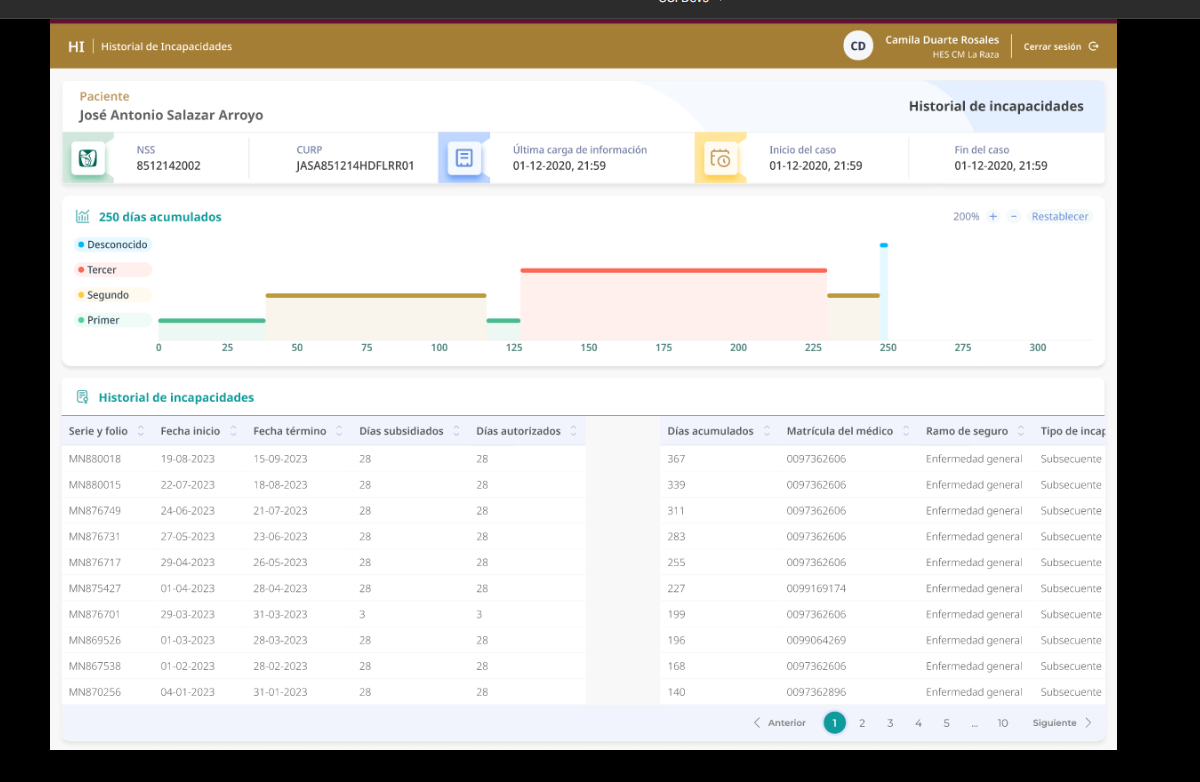 HI Historial de Incapacidades
CD
Camila Duarte Rosales
HES CM La Raza
Cerrar sesión
Paciente
José Antonio Salazar Arroyo
Historial de incapacidades
NSS
8512142002
CURP
JASA851214HDFLRR01
Última carga de información
01-12-2020, 21:59
Inicio del caso
01-12-2020, 21:59
Fin del caso
01-12-2020, 21:59
250 días acumulados
200% + − Restablecer
Desconocido
Tercer
Segundo
Primer
0 25 50 75 100 125 150 175 200 225 250 275 300
Historial de incapacidades
Serie y folio Fecha inicio Fecha término Días subsidiados Días autorizados Días acumulados Matrícula del médico Ramo de seguro Tipo de incap
MN880018 19-08-2023 15-09-2023 28 28 367 0097362606 Enfermedad general Subsecuente
MN880015 22-07-2023 18-08-2023 28 28 339 0097362606 Enfermedad general Subsecuente
MN876749 24-06-2023 21-07-2023 28 28 311 0097362606 Enfermedad general Subsecuente
MN876731 27-05-2023 23-06-2023 28 28 283 0097362606 Enfermedad general Subsecuente
MN876717 29-04-2023 26-05-2023 28 28 255 0097362606 Enfermedad general Subsecuente
MN875427 01-04-2023 28-04-2023 28 28 227 0099169174 Enfermedad general Subsecuente
MN876701 29-03-2023 31-03-2023 3 3 199 0097362606 Enfermedad general Subsecuente
MN869526 01-03-2023 28-03-2023 28 28 196 0099064269 Enfermedad general Subsecuente
MN867538 01-02-2023 28-02-2023 28 28 168 0097362606 Enfermedad general Subsecuente
MN870256 04-01-2023 31-01-2023 28 28 140 0097362896 Enfermedad general Subsecuente
Anterior 1 2 3 4 5 ... 10 Siguiente